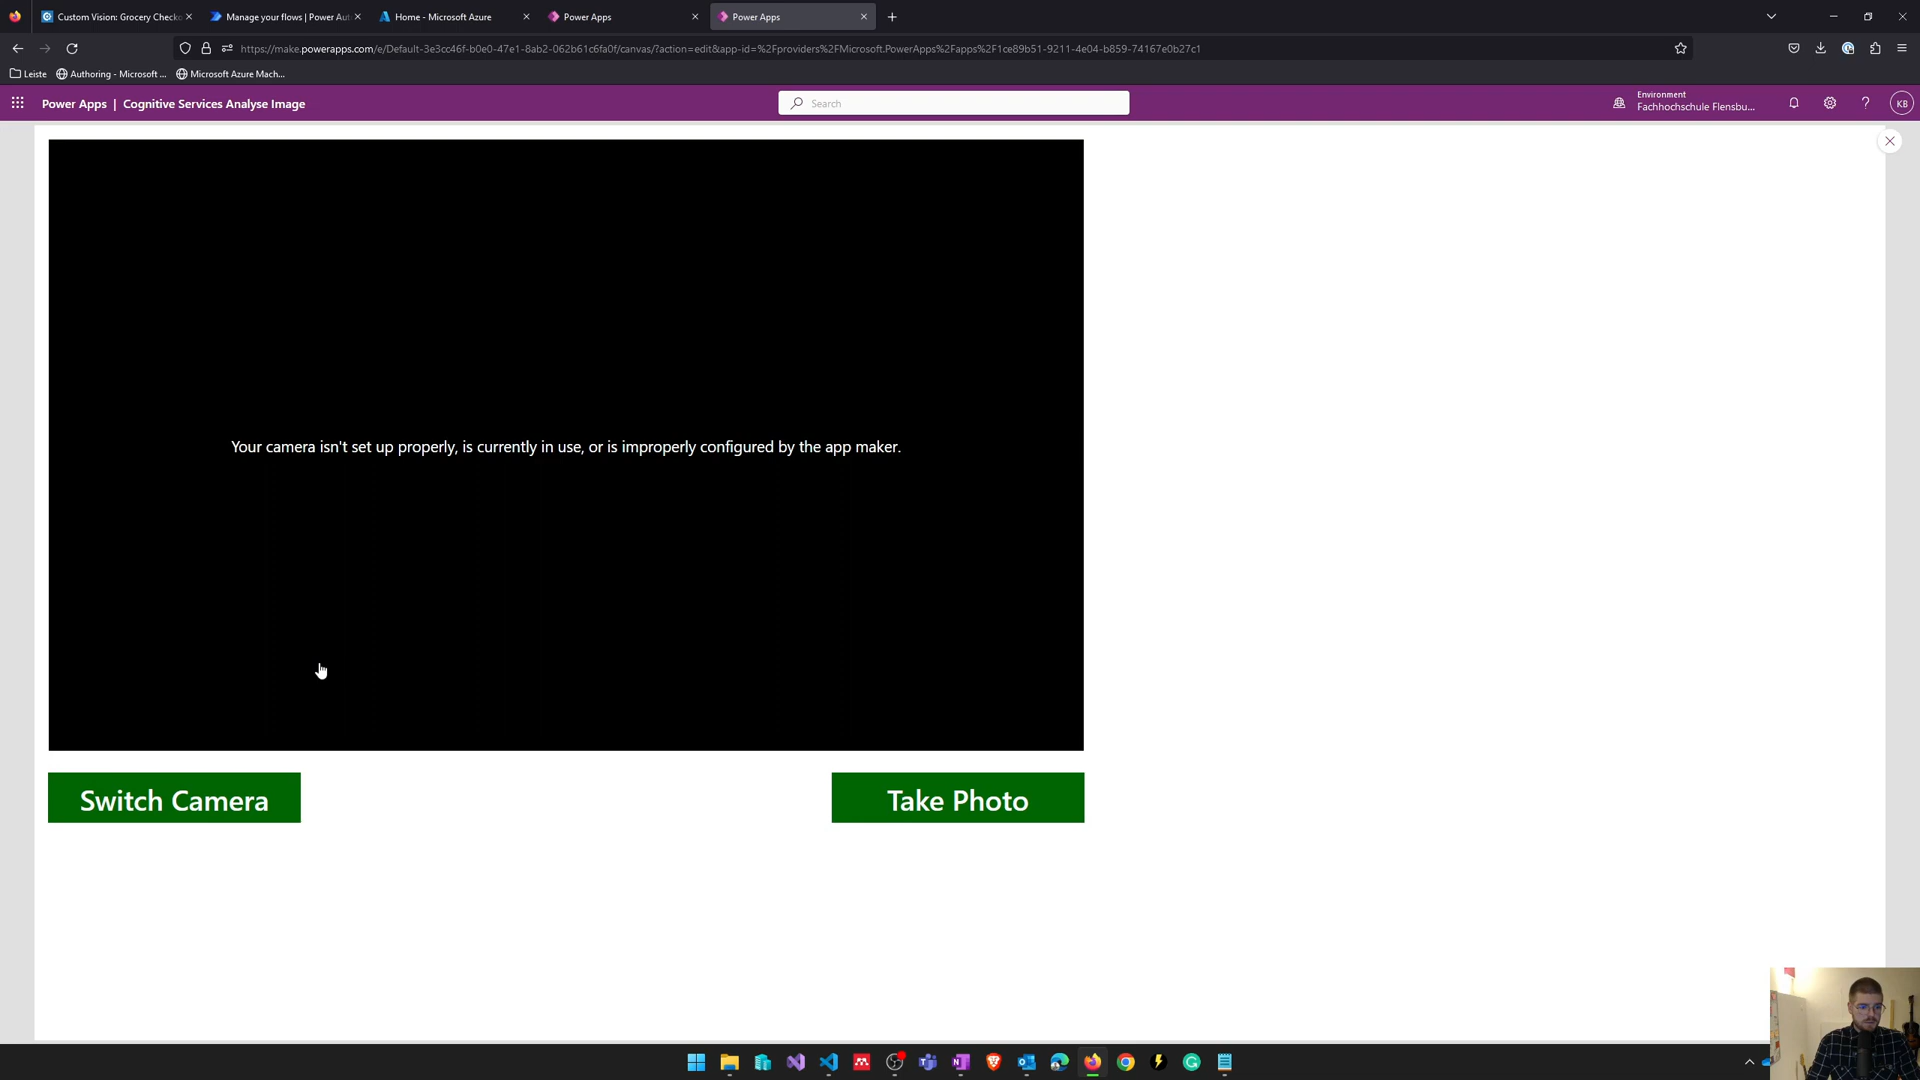 Custom Vision: Grocery Checko
Manage your flows | Power Aut
Home - Microsoft Azure
Power Apps
Power Apps
https://make.powerapps.com/e/Default-3e3cc46f-b0e0-47e1-8ab2-062b61c6fa0f/canvas/?action=edit&app-id=%2Fproviders%2FMicrosoft.PowerApps%2Fapps%2F1ce89b51-9211-4e04-b859-74167e0b27c1
Leiste
Authoring - Microsoft ...
Microsoft Azure Mach...
Power Apps | Cognitive Services Analyse Image
Search
Environment
Fachhochschule Flensbu...
KB
Your camera isn't set up properly, is currently in use, or is improperly configured by the app maker.
Switch Camera
Take Photo